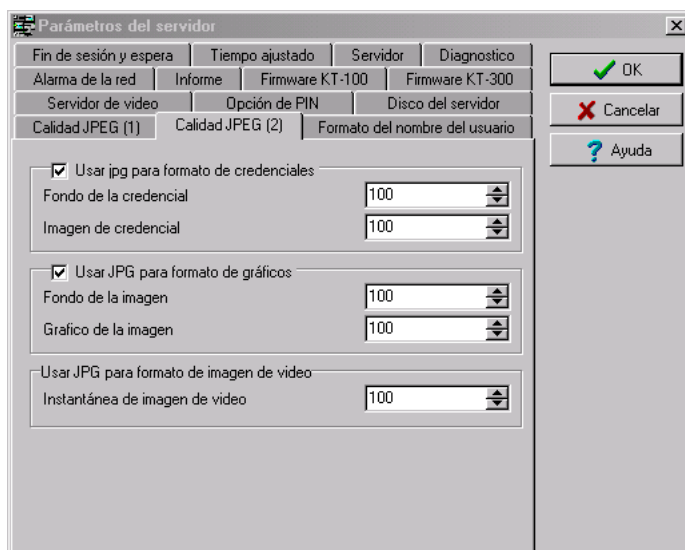 Parámetros del servidor
Fin de sesión y espera Tiempo ajustado Servidor Diagnostico
Alarma de la red Informe Firmware KT-100 Firmware KT-300
Servidor de video Opción de PIN Disco del servidor
Calidad JPEG (1) Calidad JPEG (2) Formato del nombre del usuario
OK
Cancelar
Ayuda
Usar jpg para formato de credenciales
Fondo de la credencial 100
Imagen de credencial 100
Usar JPG para formato de gráficos
Fondo de la imagen 100
Grafico de la imagen 100
Usar JPG para formato de imagen de video
Instantánea de imagen de video 100